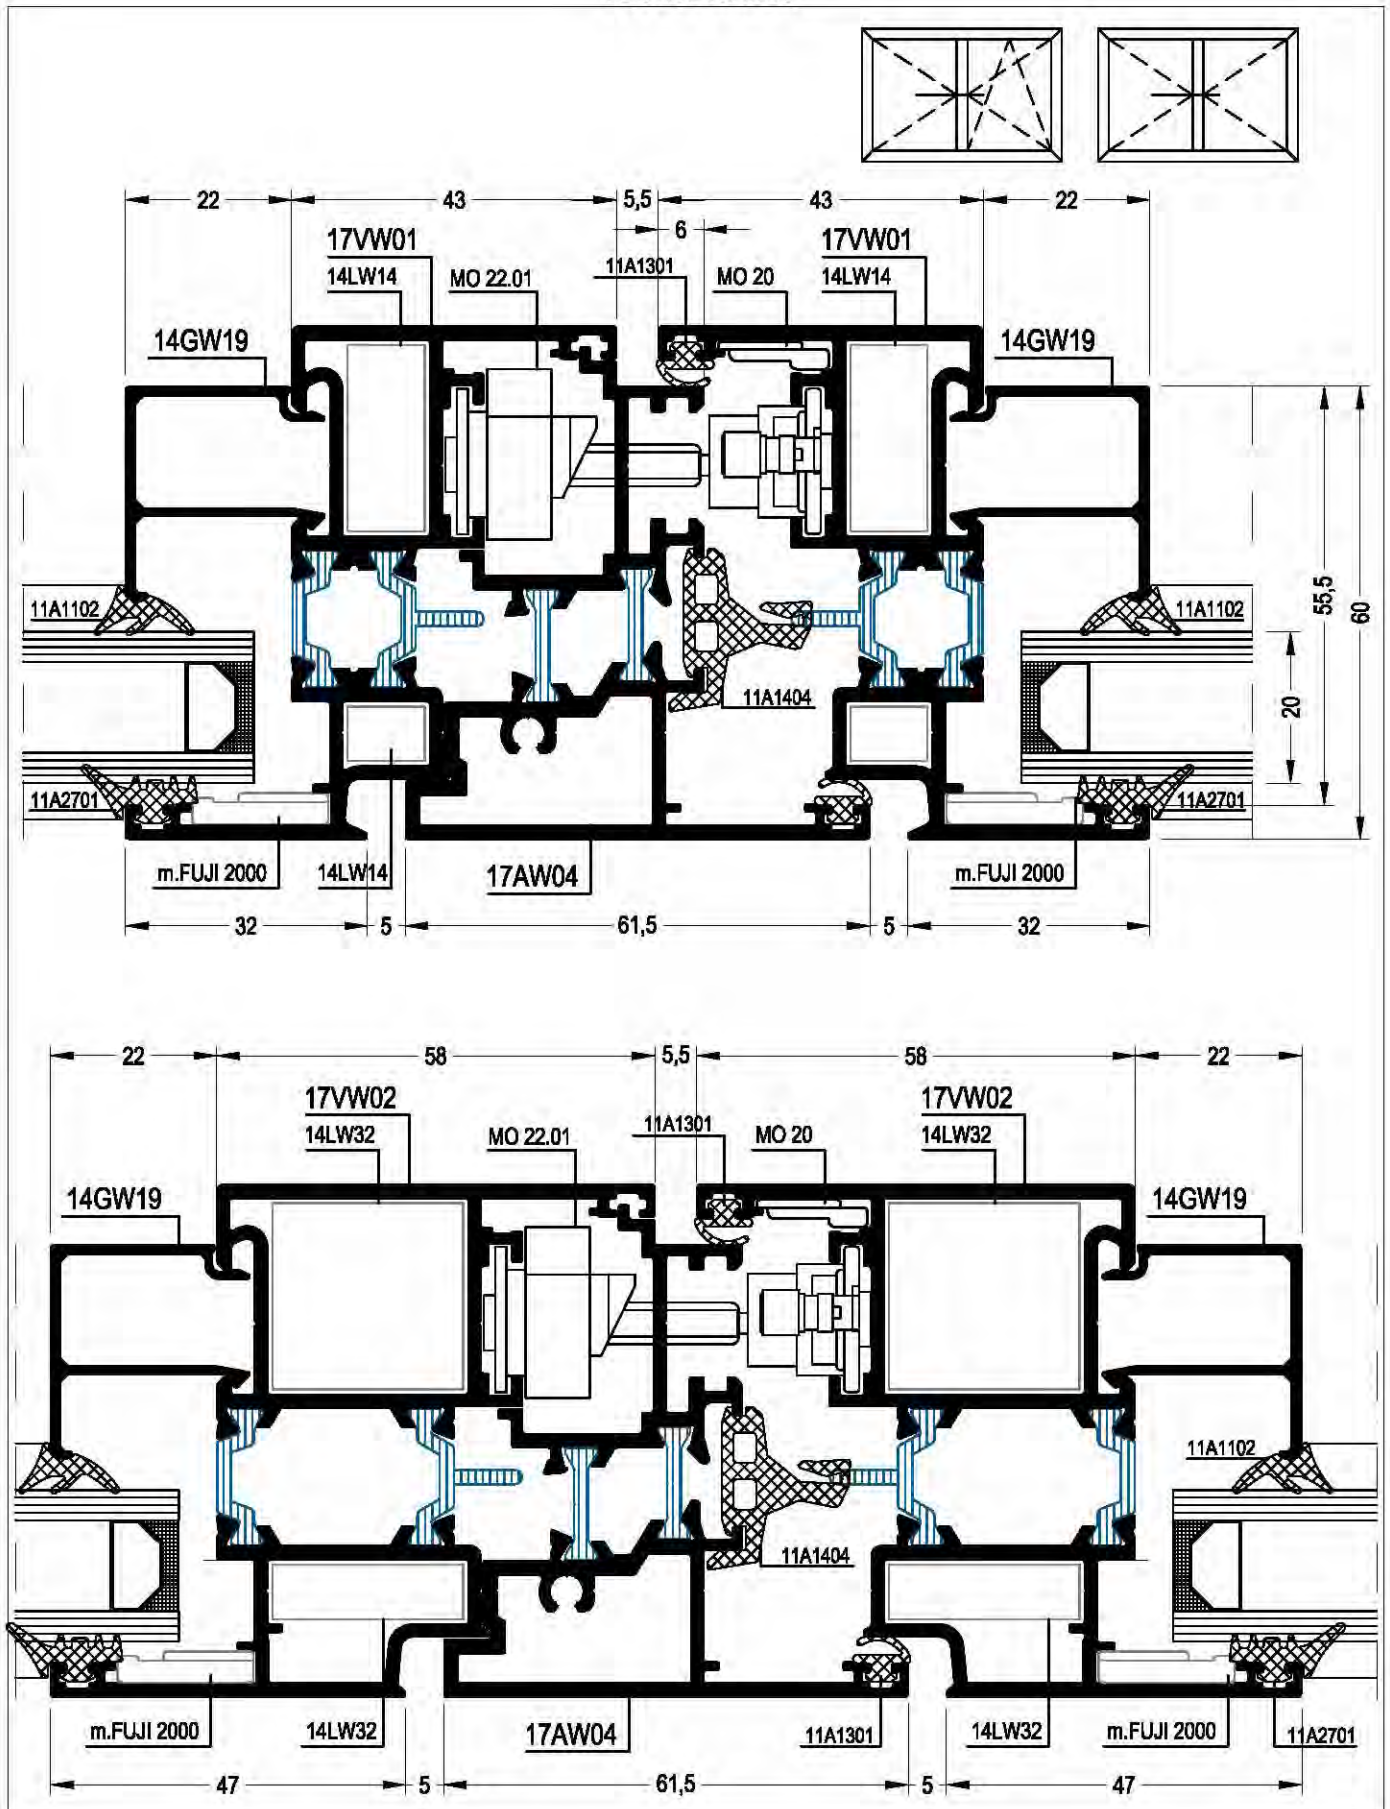 22 43 5,5 43 22
6
17VW01 17VW01
14LW14 MO 22.01 11A1301 MO 20 14LW14
14GW19 14GW19
11A1102 11A1102
55,5
60
20
11A1404
11A2701 11A2701
m.FUJI 2000 14LW14 17AW04 m.FUJI 2000
32 5 61,5 5 32
22 58 5,5 58 22
17VW02 17VW02
14LW32 MO 22.01 11A1301 MO 20 14LW32
14GW19 14GW19
11A1102
11A1404
m.FUJI 2000 14LW32 17AW04 11A1301 14LW32 m.FUJI 2000 11A2701
47 5 61,5 5 47